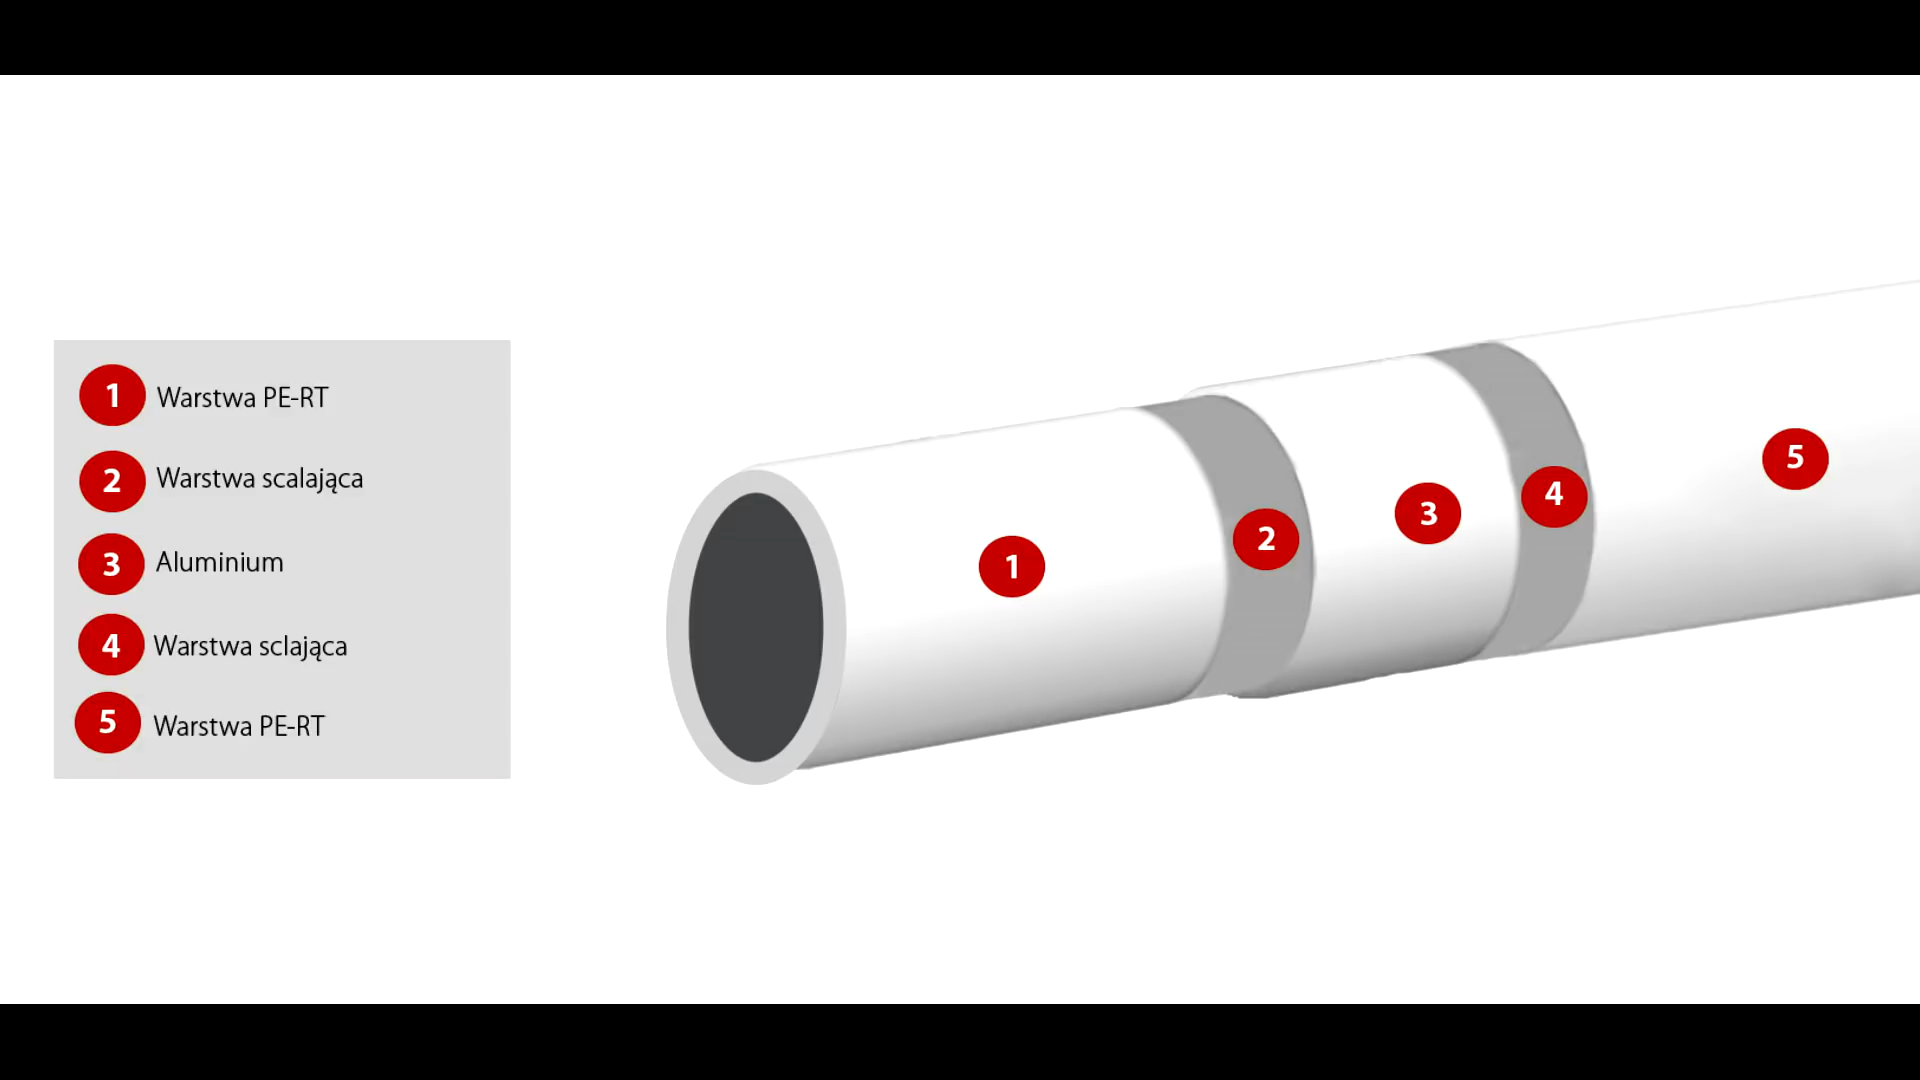 1 Warstwa PE-RT
2 Warstwa scalająca
3 Aluminium
4 Warstwa sclająca
5 Warstwa PE-RT
1
2
3
4
5